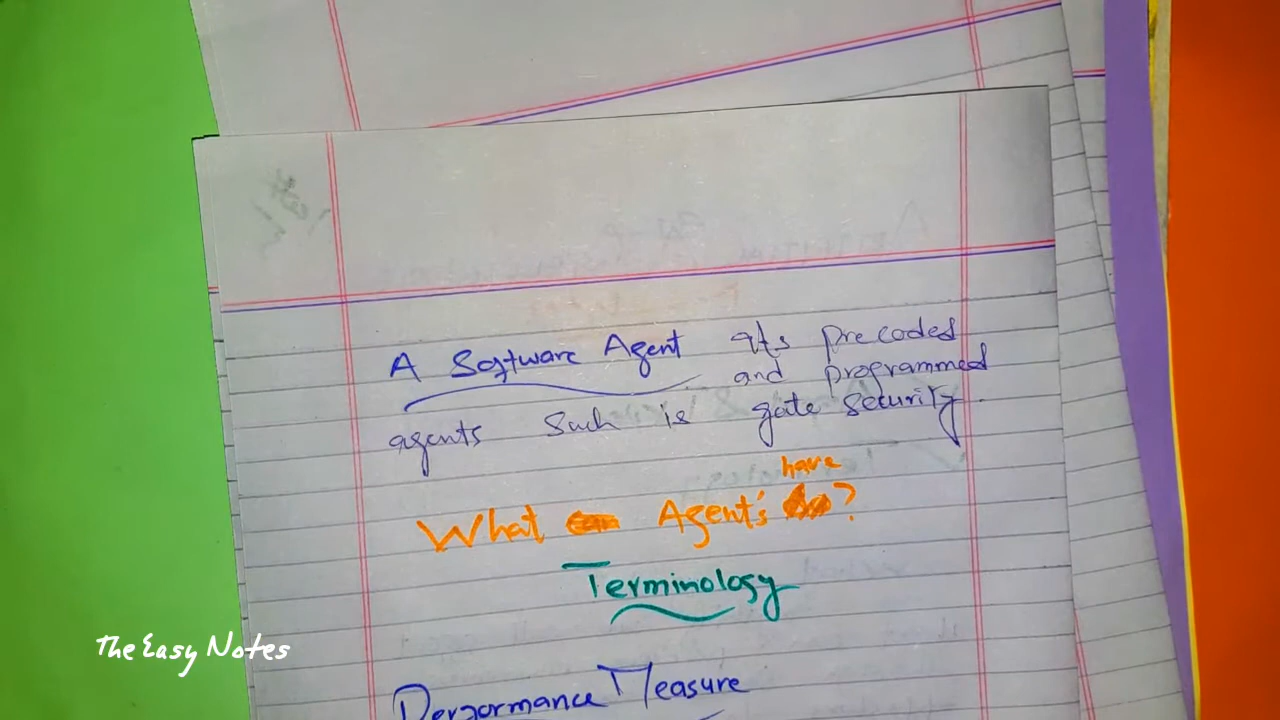 A Software Agent Its precoded
and programmed
agents Such is gate security.
have
What Agent's ?
Terminology
Performance Measure
The Easy Notes